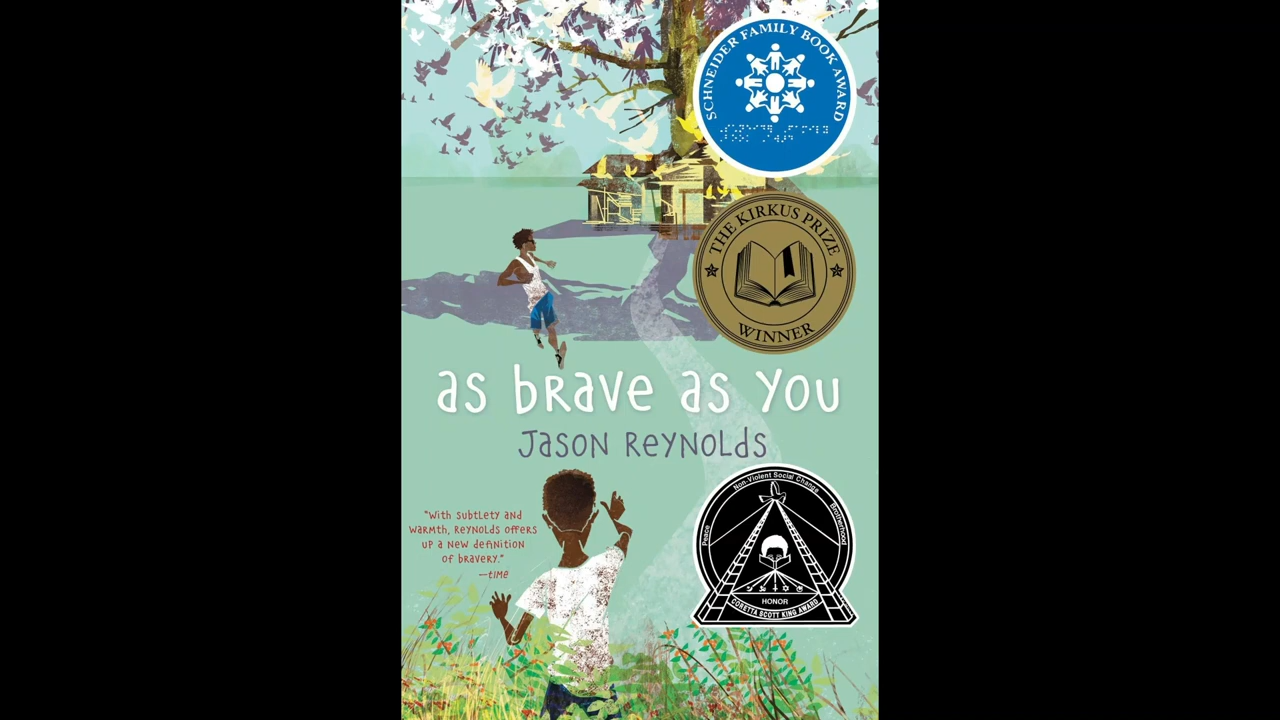 SCHNEIDER FAMILY BOOK AWARD
THE KIRKUS PRIZE
WINNER
as brave as you
Jason Reynolds
"With subtlety and
warmth, Reynolds offers
up a new definition
of bravery."
—TIME
Non-Violent Social Change
Peace
Brotherhood
HONOR
CORETTA SCOTT KING AWARD